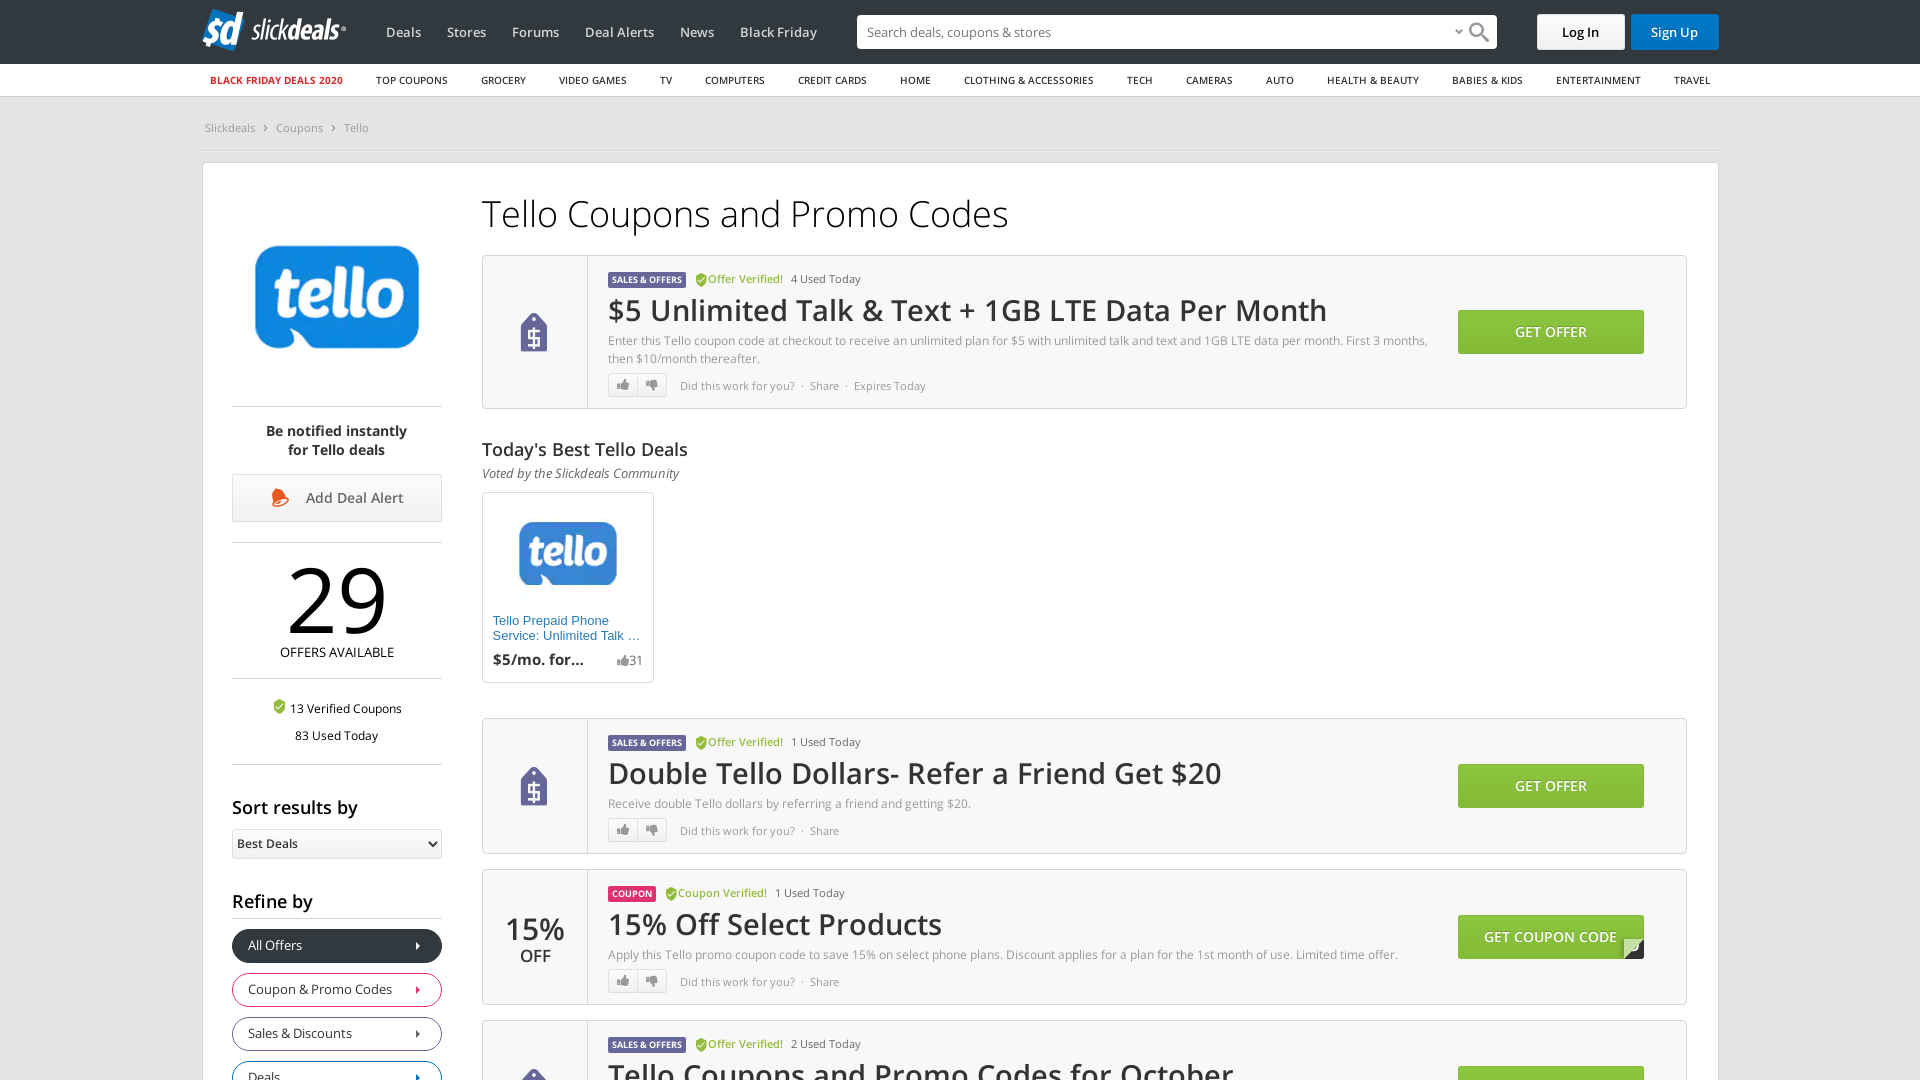 slickdeals
Deals
Stores
Forums
Deal Alerts
News
Black Friday
Search deals, coupons & stores
Log In
Sign Up
BLACK FRIDAY DEALS 2020
TOP COUPONS
GROCERY
VIDEO GAMES
TV
COMPUTERS
CREDIT CARDS
HOME
CLOTHING & ACCESSORIES
TECH
CAMERAS
AUTO
HEALTH & BEAUTY
BABIES & KIDS
ENTERTAINMENT
TRAVEL
Slickdeals
Coupons
Tello
tello
Be notified instantly
for Tello deals
Add Deal Alert
29
OFFERS AVAILABLE
13 Verified Coupons
83 Used Today
Sort results by
Best Deals
Refine by
All Offers
Coupon & Promo Codes
Sales & Discounts
Deals
Tello Coupons and Promo Codes
SALES & OFFERS
Offer Verified!
4 Used Today
$5 Unlimited Talk & Text + 1GB LTE Data Per Month
Enter this Tello coupon code at checkout to receive an unlimited plan for $5 with unlimited talk and text and 1GB LTE data per month. First 3 months,
then $10/month thereafter.
Did this work for you? · Share · Expires Today
GET OFFER
Today's Best Tello Deals
Voted by the Slickdeals Community
tello
Tello Prepaid Phone
Service: Unlimited Talk …
$5/mo. for...
31
SALES & OFFERS
Offer Verified!
1 Used Today
Double Tello Dollars- Refer a Friend Get $20
Receive double Tello dollars by referring a friend and getting $20.
Did this work for you? · Share
GET OFFER
15%
OFF
COUPON
Coupon Verified!
1 Used Today
15% Off Select Products
Apply this Tello promo coupon code to save 15% on select phone plans. Discount applies for a plan for the 1st month of use. Limited time offer.
Did this work for you? · Share
GET COUPON CODE
SALES & OFFERS
Offer Verified!
2 Used Today
Tello Coupons and Promo Codes for October